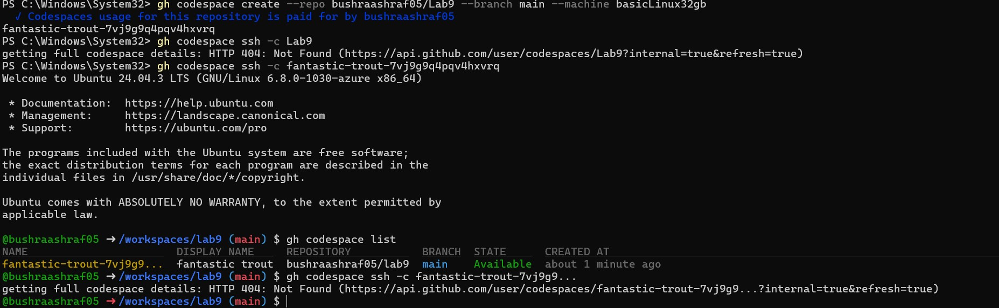 PS C:\Windows\System32> gh codespace create --repo bushraashraf05/Lab9 --branch main --machine basicLinux32gb
✓ Codespaces usage for this repository is paid for by bushraashraf05
fantastic-trout-7vj9g9q4pqv4hxvrq
PS C:\Windows\System32> gh codespace ssh -c Lab9
getting full codespace details: HTTP 404: Not Found (https://api.github.com/user/codespaces/Lab9?internal=true&refresh=true)
PS C:\Windows\System32> gh codespace ssh -c fantastic-trout-7vj9g9q4pqv4hxvrq
Welcome to Ubuntu 24.04.3 LTS (GNU/Linux 6.8.0-1030-azure x86_64)
* Documentation:  https://help.ubuntu.com
* Management:     https://landscape.canonical.com
* Support:        https://ubuntu.com/pro
The programs included with the Ubuntu system are free software;
the exact distribution terms for each program are described in the
individual files in /usr/share/doc/*/copyright.
Ubuntu comes with ABSOLUTELY NO WARRANTY, to the extent permitted by
applicable law.
@bushraashraf05 ➜ /workspaces/lab9 (main) $ gh codespace list
NAME  DISPLAY NAME  REPOSITORY  BRANCH  STATE  CREATED AT
fantastic-trout-7vj9g9...  fantastic trout  bushraashraf05/lab9  main  Available  about 1 minute ago
@bushraashraf05 ➜ /workspaces/lab9 (main) $ gh codespace ssh -c fantastic-trout-7vj9g9...
getting full codespace details: HTTP 404: Not Found (https://api.github.com/user/codespaces/fantastic-trout-7vj9g9...?internal=true&refresh=true)
@bushraashraf05 ➜ /workspaces/lab9 (main) $